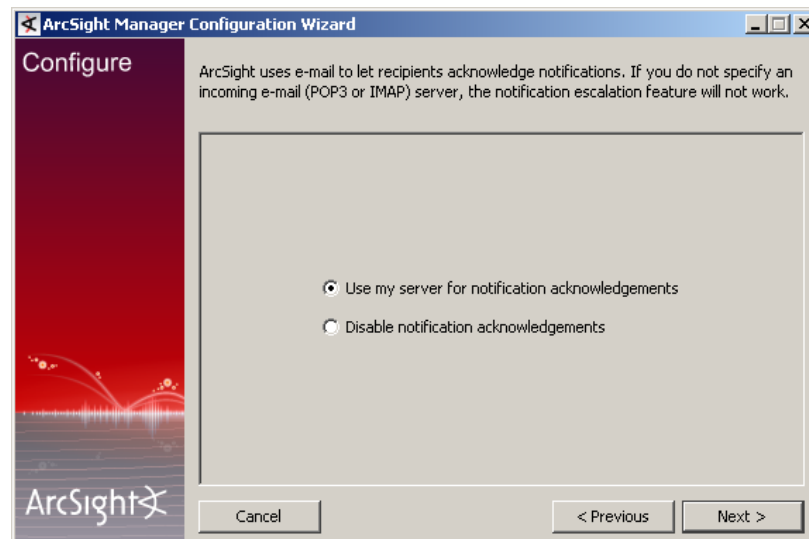 ArcSight Manager Configuration Wizard
Configure
ArcSight uses e-mail to let recipients acknowledge notifications. If you do not specify an
incoming e-mail (POP3 or IMAP) server, the notification escalation feature will not work.
Use my server for notification acknowledgements
Disable notification acknowledgements
ArcSight
Cancel
< Previous
Next >